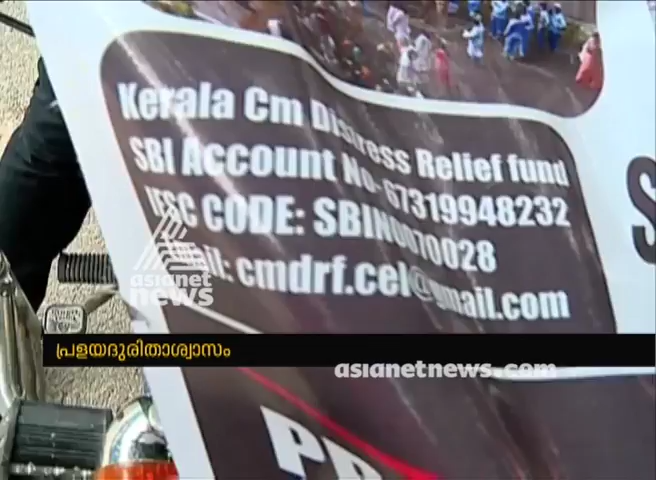 Kerala Cm Distress Relief fund
SBI Account No- 67319948232
IFSC CODE: SBIN0070028
Email: cmdrf.cel@gmail.com
asianet
news
പ്രളയദുരിതാശ്വാസം
asianetnews.com